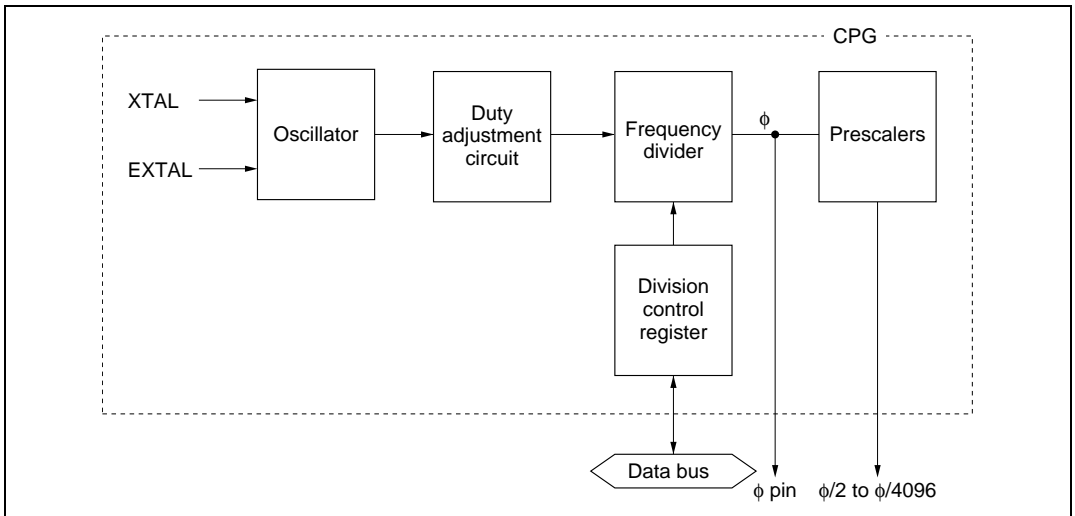 CPG
XTAL
EXTAL
Oscillator
Duty
adjustment
circuit
Frequency
divider
ϕ
Prescalers
Division
control
register
Data bus
ϕ pin
ϕ/2 to ϕ/4096